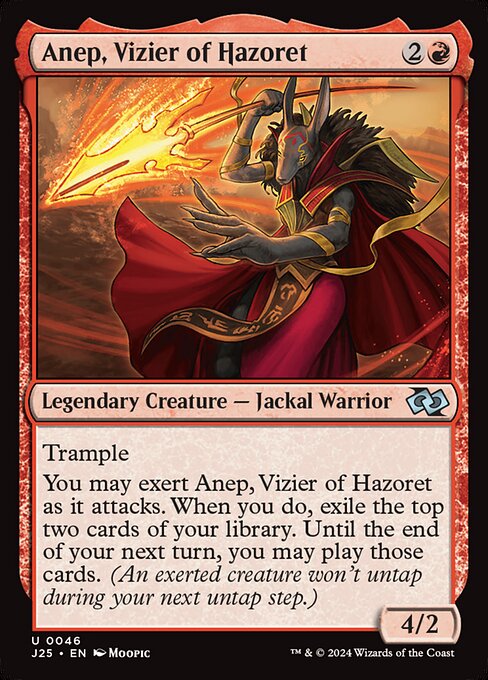 Anep, Vizier of Hazoret 2
Legendary Creature — Jackal Warrior
Trample
You may exert Anep, Vizier of Hazoret
as it attacks. When you do, exile the top
two cards of your library. Until the end
of your next turn, you may play those
cards. (An exerted creature won't untap
during your next untap step.)
4/2
U 0046
J25 • EN Moopic
™ & © 2024 Wizards of the Coast